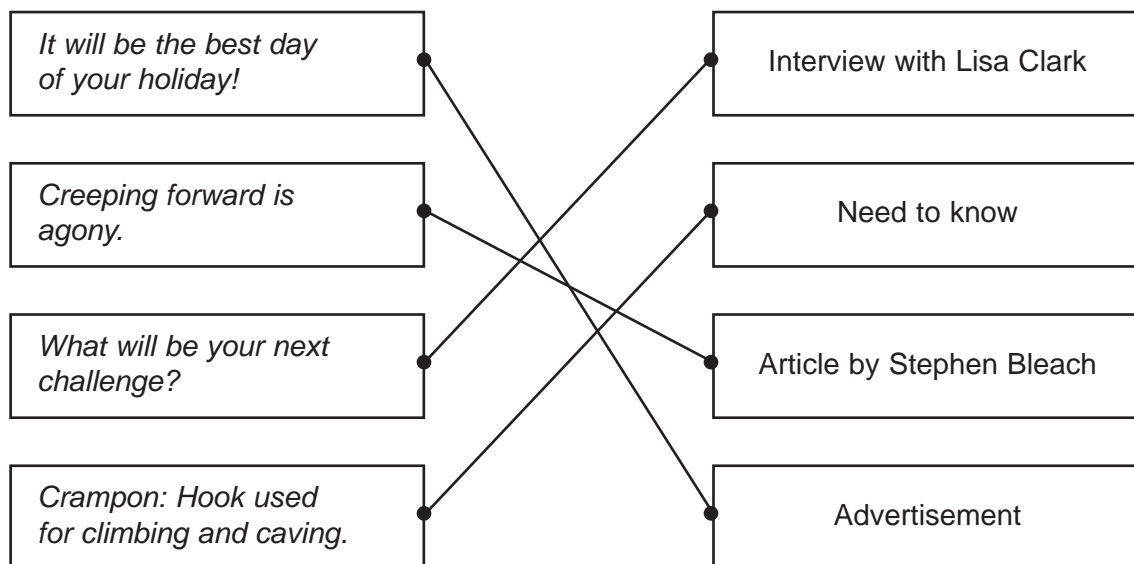 It will be the best day
of your holiday!
Interview with Lisa Clark
Creeping forward is
agony.
Need to know
What will be your next
challenge?
Article by Stephen Bleach
Crampon: Hook used
for climbing and caving.
Advertisement